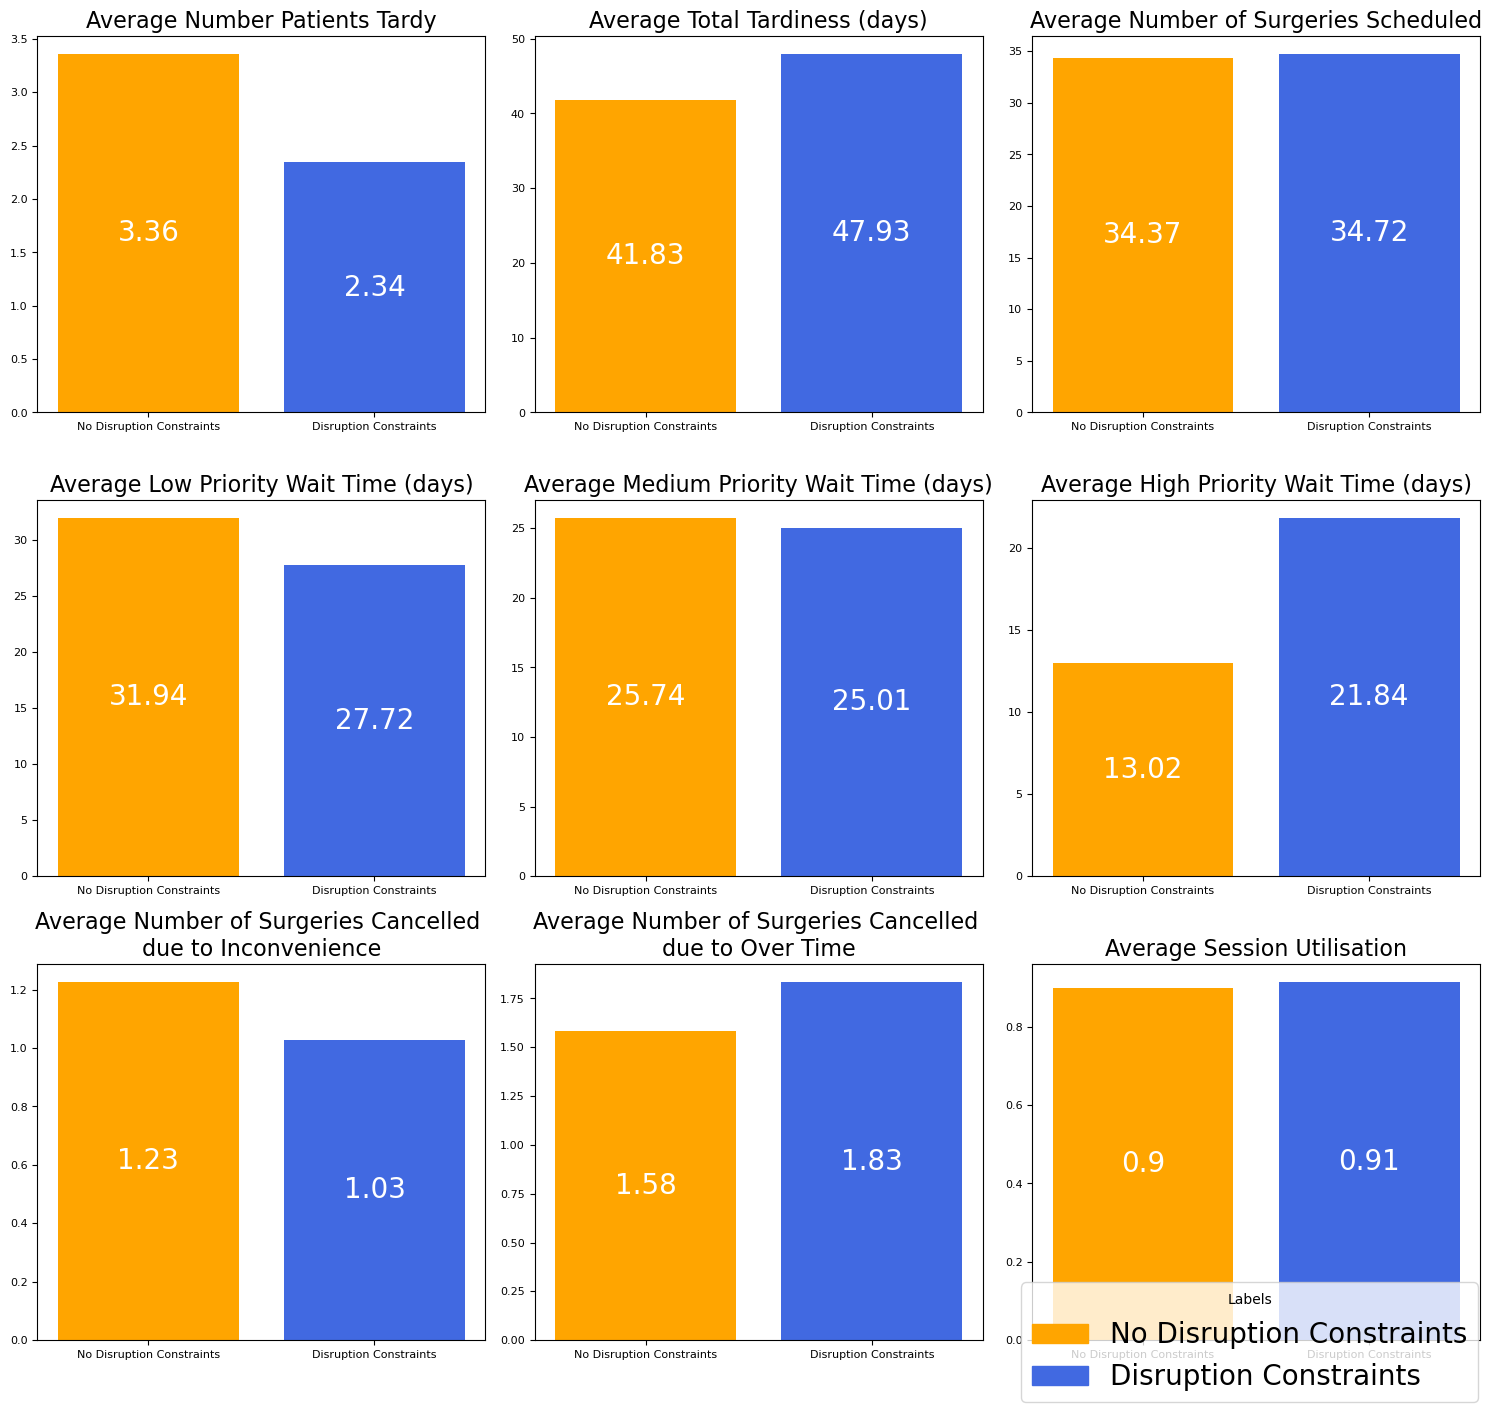 Average Number Patients Tardy
3.5
3.0
2.5
2.0
1.5
1.0
0.5
0.0
3.36
2.34
No Disruption Constraints
Disruption Constraints
Average Total Tardiness (days)
50
40
30
20
10
0
41.83
47.93
No Disruption Constraints
Disruption Constraints
Average Number of Surgeries Scheduled
35
30
25
20
15
10
5
0
34.37
34.72
No Disruption Constraints
Disruption Constraints
Average Low Priority Wait Time (days)
30
25
20
15
10
5
0
31.94
27.72
No Disruption Constraints
Disruption Constraints
Average Medium Priority Wait Time (days)
25
20
15
10
5
0
25.74
25.01
No Disruption Constraints
Disruption Constraints
Average High Priority Wait Time (days)
20
15
10
5
0
13.02
21.84
No Disruption Constraints
Disruption Constraints
Average Number of Surgeries Cancelled
due to Inconvenience
1.2
1.0
0.8
0.6
0.4
0.2
0.0
1.23
1.03
No Disruption Constraints
Disruption Constraints
Average Number of Surgeries Cancelled
due to Over Time
1.75
1.50
1.25
1.00
0.75
0.50
0.25
0.00
1.58
1.83
No Disruption Constraints
Disruption Constraints
Average Session Utilisation
0.8
0.6
0.4
0.2
0.0
0.9
0.91
No Disruption Constraints
Disruption Constraints
Labels
No Disruption Constraints
Disruption Constraints